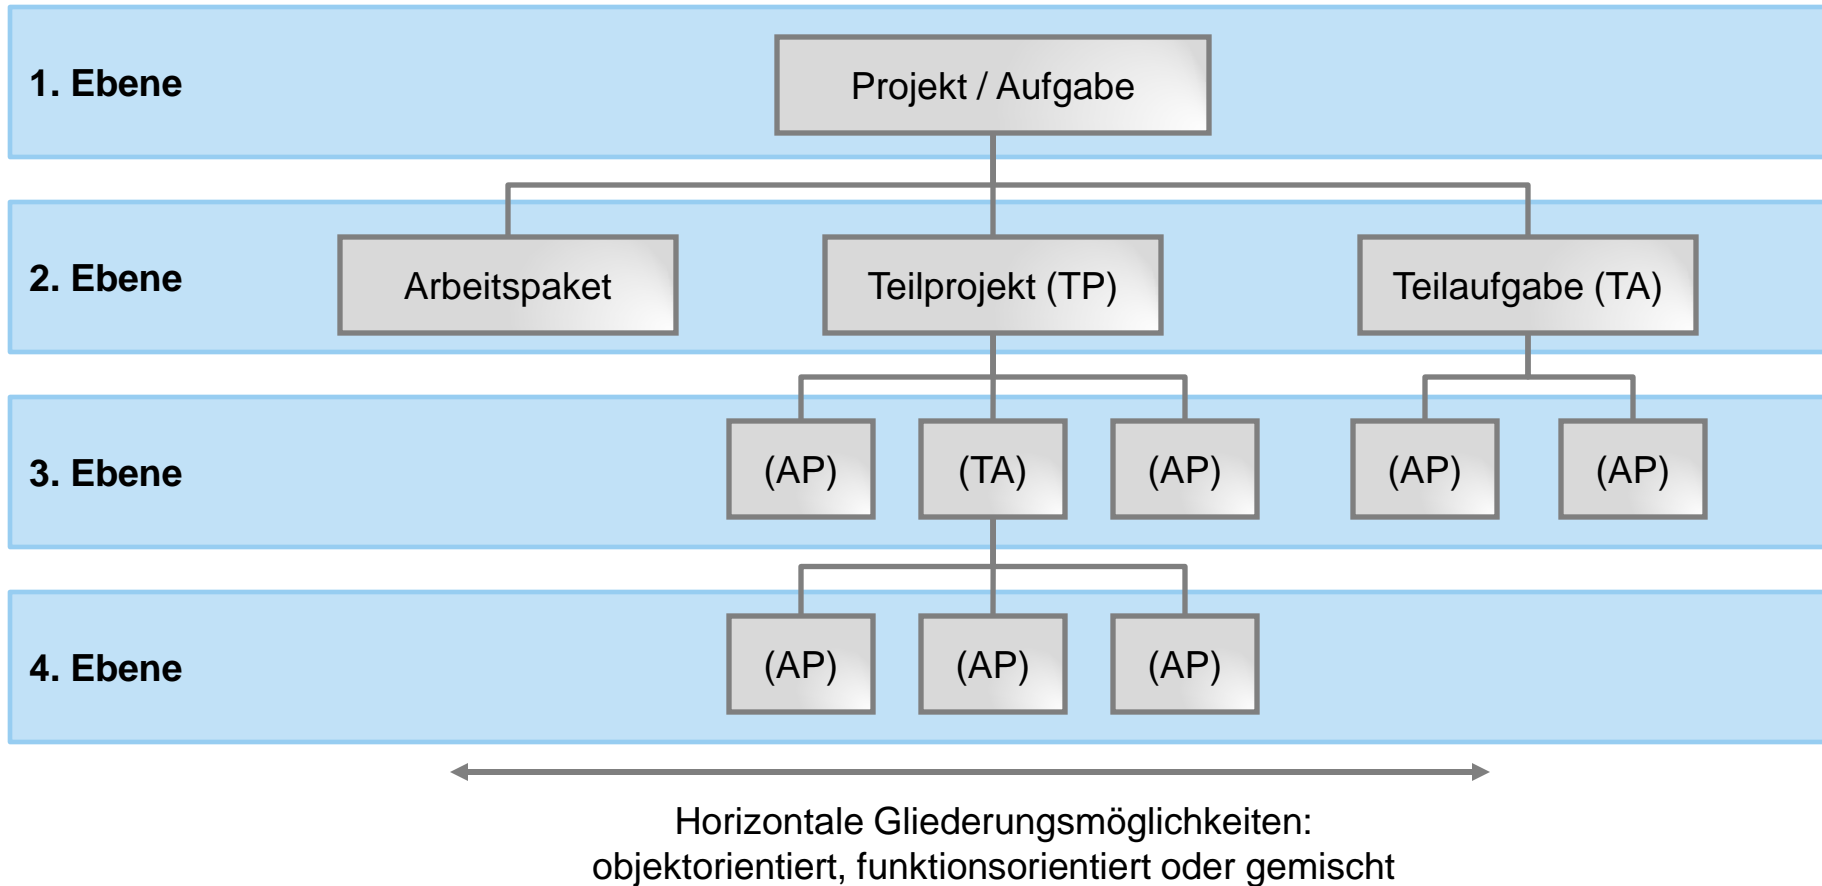 1. Ebene
Projekt / Aufgabe
2. Ebene
Arbeitspaket
Teilprojekt (TP)
Teilaufgabe (TA)
3. Ebene
(AP)
(TA)
(AP)
(AP)
(AP)
4. Ebene
(AP)
(AP)
(AP)
Horizontale Gliederungsmöglichkeiten:
objektorientiert, funktionsorientiert oder gemischt